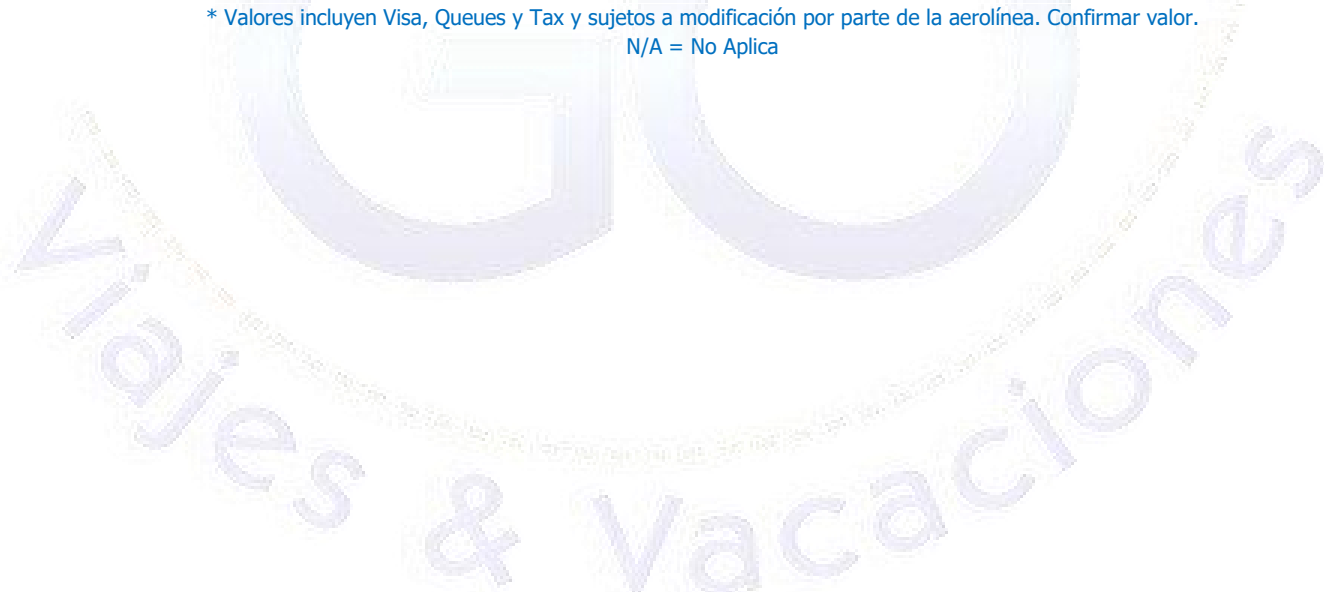 * Valores incluyen Visa, Queues y Tax y sujetos a modificación por parte de la aerolínea. Confirmar valor.
N/A = No Aplica
GO
Viajes & Vacaciones